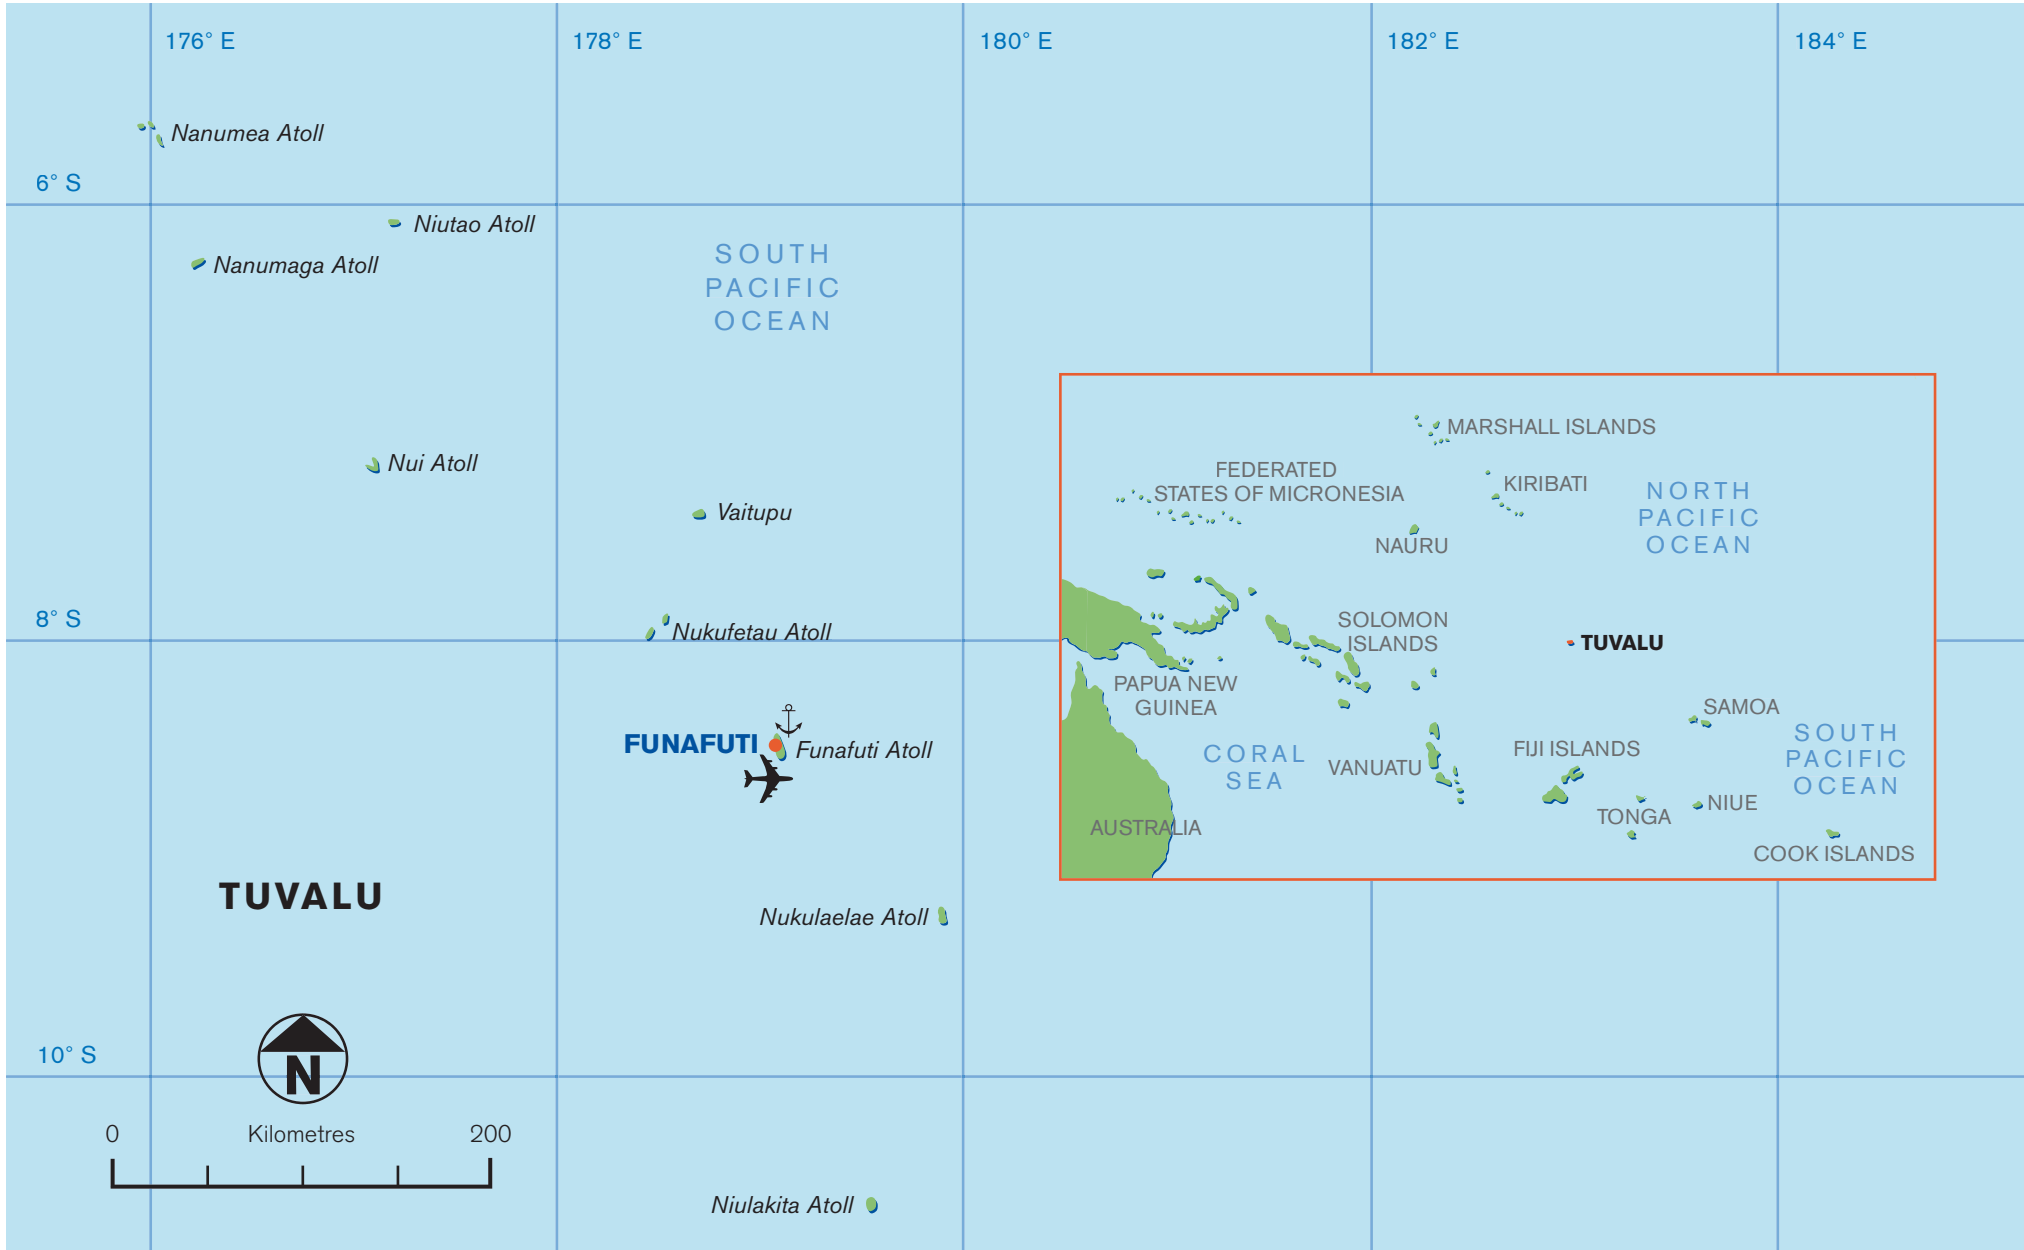 176° E
178° E
180° E
182° E
184° E
Nanumea Atoll
6° S
Niutao Atoll
Nanumaga Atoll
SOUTH
PACIFIC
OCEAN
Nui Atoll
Vaitupu
8° S
Nukufetau Atoll
FUNAFUTI
Funafuti Atoll
TUVALU
Nukulaelae Atoll
10° S
N
0
Kilometres
200
Niulakita Atoll
MARSHALL ISLANDS
FEDERATED
STATES OF MICRONESIA
KIRIBATI
NORTH
PACIFIC
OCEAN
NAURU
SOLOMON
ISLANDS
TUVALU
PAPUA NEW
GUINEA
SAMOA
CORAL
SEA
VANUATU
FIJI ISLANDS
SOUTH
PACIFIC
OCEAN
TONGA
NIUE
AUSTRALIA
COOK ISLANDS